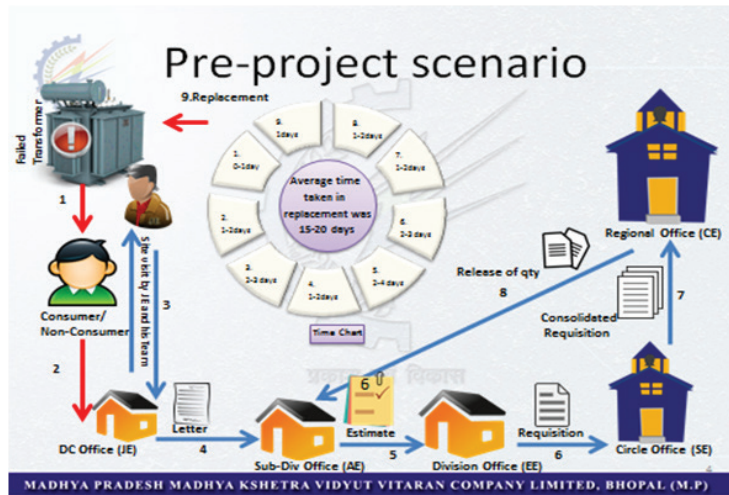 Pre-project scenario
9.Replacement
Failed
Transformer
9.
1days
8.
1-2days
1.
0-1day
7.
1-2days
Average time
taken in
replacement was
15-20 days
2.
1-2days
6.
2-3 days
3.
2-3 days
4.
1-2days
5.
2-4 days
Time Chart
1
Consumer/
Non-Consumer
2
Site visit by JE and his Team
3
Regional Office (CE)
Release of qty
8
7
Consolidated
Requisition
DC Office (JE)
Letter
4
Sub-Div Office (AE)
6
Estimate
5
Division Office (EE)
Requisition
6
Circle Office (SE)
4
MADHYA PRADESH MADHYA KSHETRA VIDYUT VITARAN COMPANY LIMITED, BHOPAL (M.P)